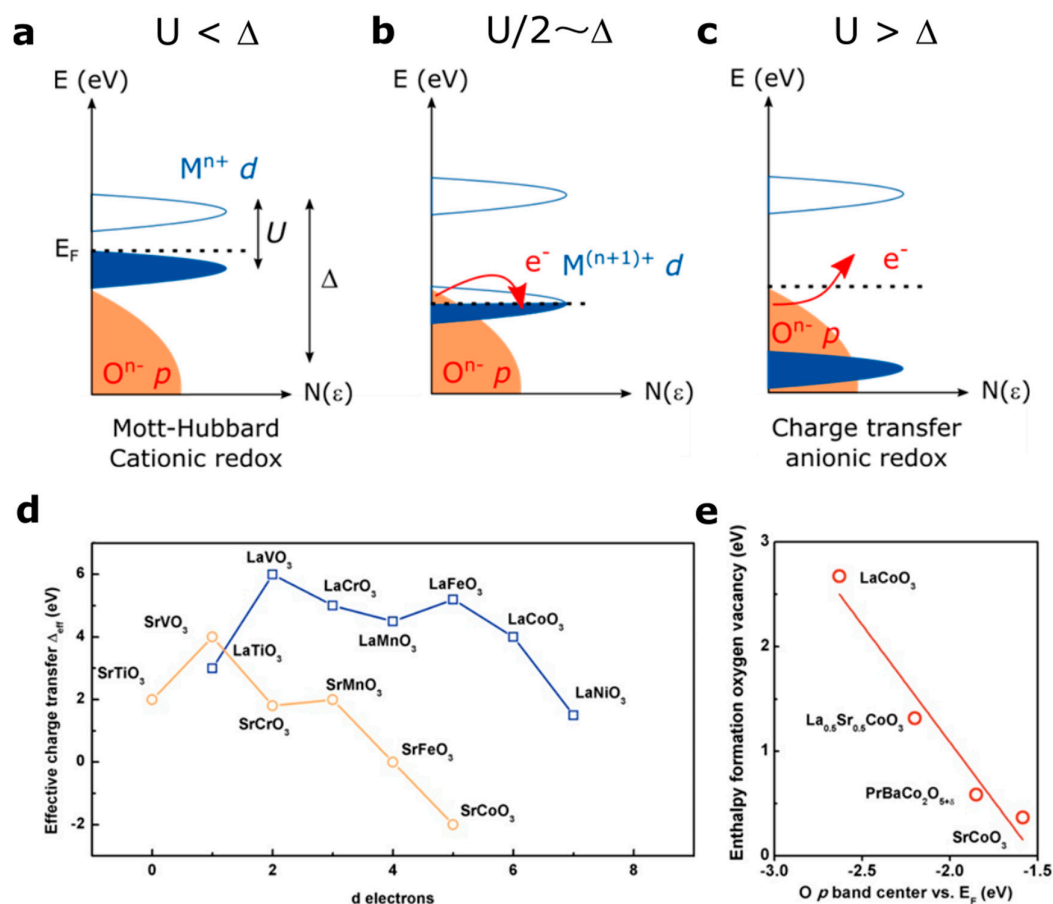 a U < Δ
b U/2~Δ
c U > Δ
E (eV)
Mⁿ⁺ d
E_F
U
Δ
Oⁿ⁻ p
N(ε)
Mott-Hubbard
Cationic redox
E (eV)
e⁻ M⁽ⁿ⁺¹⁾⁺ d
Oⁿ⁻ p
N(ε)
E (eV)
e⁻
Oⁿ⁻ p
N(ε)
Charge transfer
anionic redox
d
Effective charge transfer Δ_eff (eV)
6
4
2
0
-2
LaVO₃
LaCrO₃
LaFeO₃
SrVO₃
LaMnO₃
LaCoO₃
LaTiO₃
SrTiO₃
SrMnO₃
LaNiO₃
SrCrO₃
SrFeO₃
SrCoO₃
0 2 4 6 8
d electrons
e
Enthalpy formation oxygen vacancy (eV)
3
2
1
0
LaCoO₃
La₀.₅Sr₀.₅CoO₃
PrBaCo₂O₅₊δ
SrCoO₃
-3.0 -2.5 -2.0 -1.5
O p band center vs. E_F (eV)